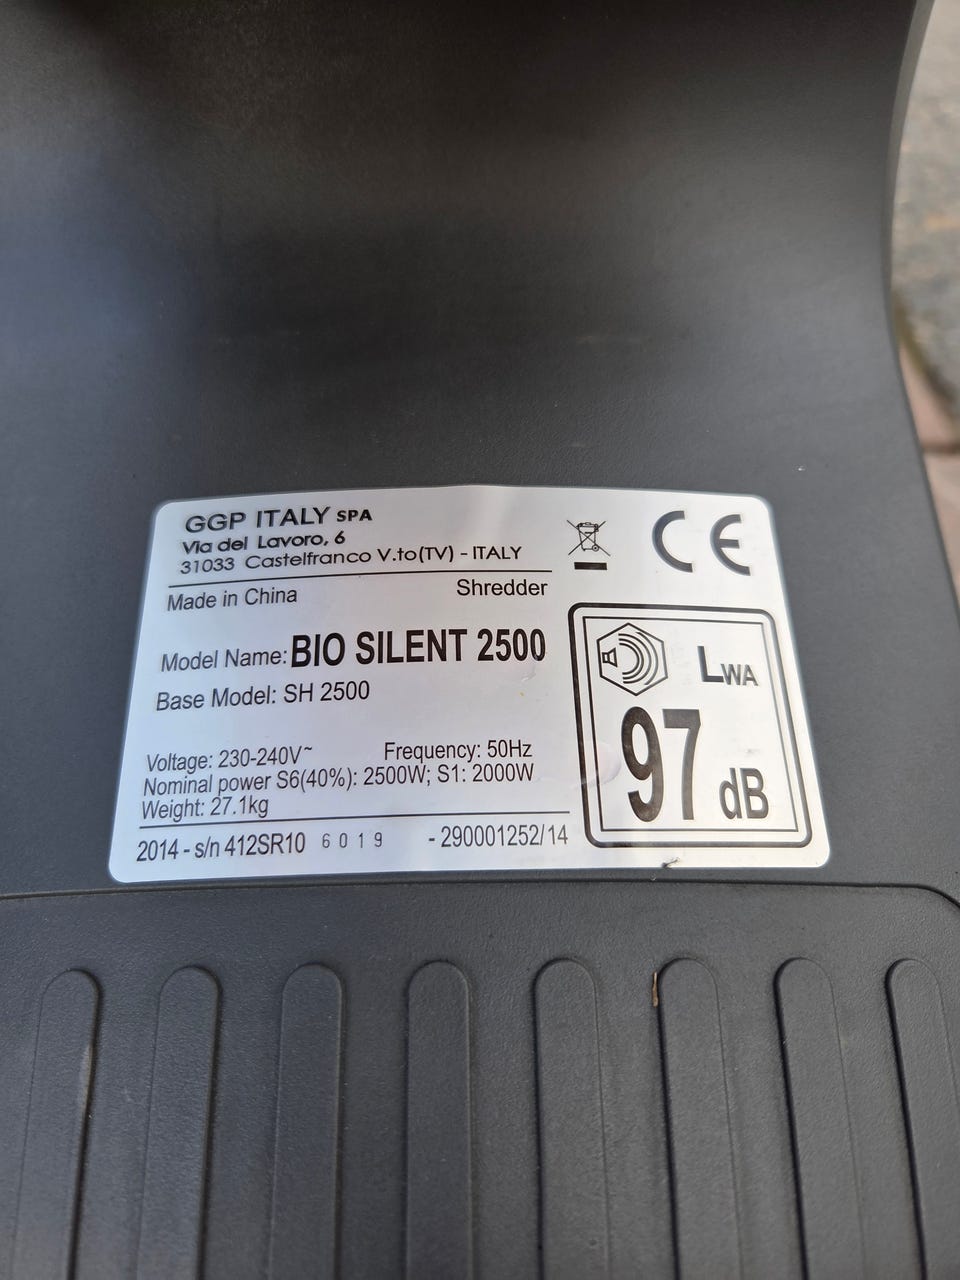 GGP ITALY SPA
Via del Lavoro, 6
31033 Castelfranco V.to(TV) - ITALY
CE
Made in China Shredder
Model Name: BIO SILENT 2500
Base Model: SH 2500
Voltage: 230-240V~ Frequency: 50Hz
Nominal power S6(40%): 2500W; S1: 2000W
Weight: 27.1kg
2014 - s/n 412SR10 6019 - 290001252/14
LWA
97 dB